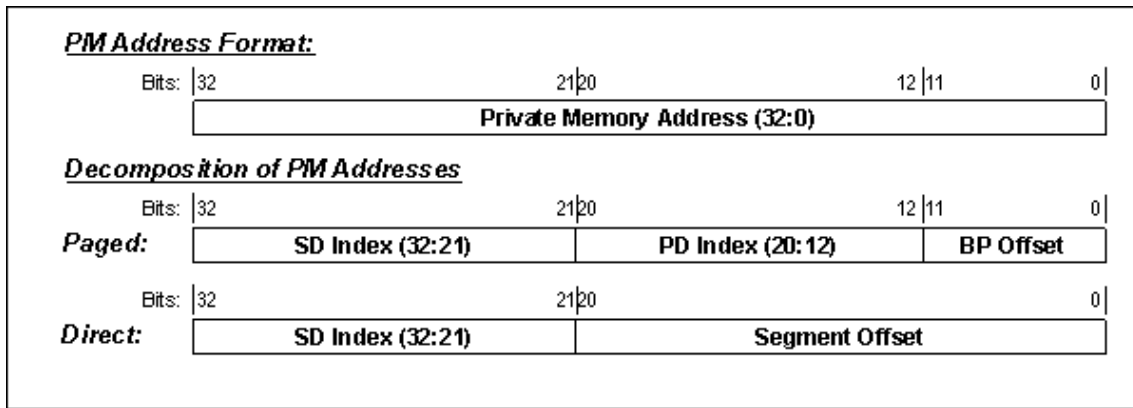 PM Address Format:
Bits: 32 21 20 12 11 0
Private Memory Address (32:0)
Decomposition of PM Addresses
Bits: 32 21 20 12 11 0
Paged: SD Index (32:21) PD Index (20:12) BP Offset
Bits: 32 21 20 0
Direct: SD Index (32:21) Segment Offset